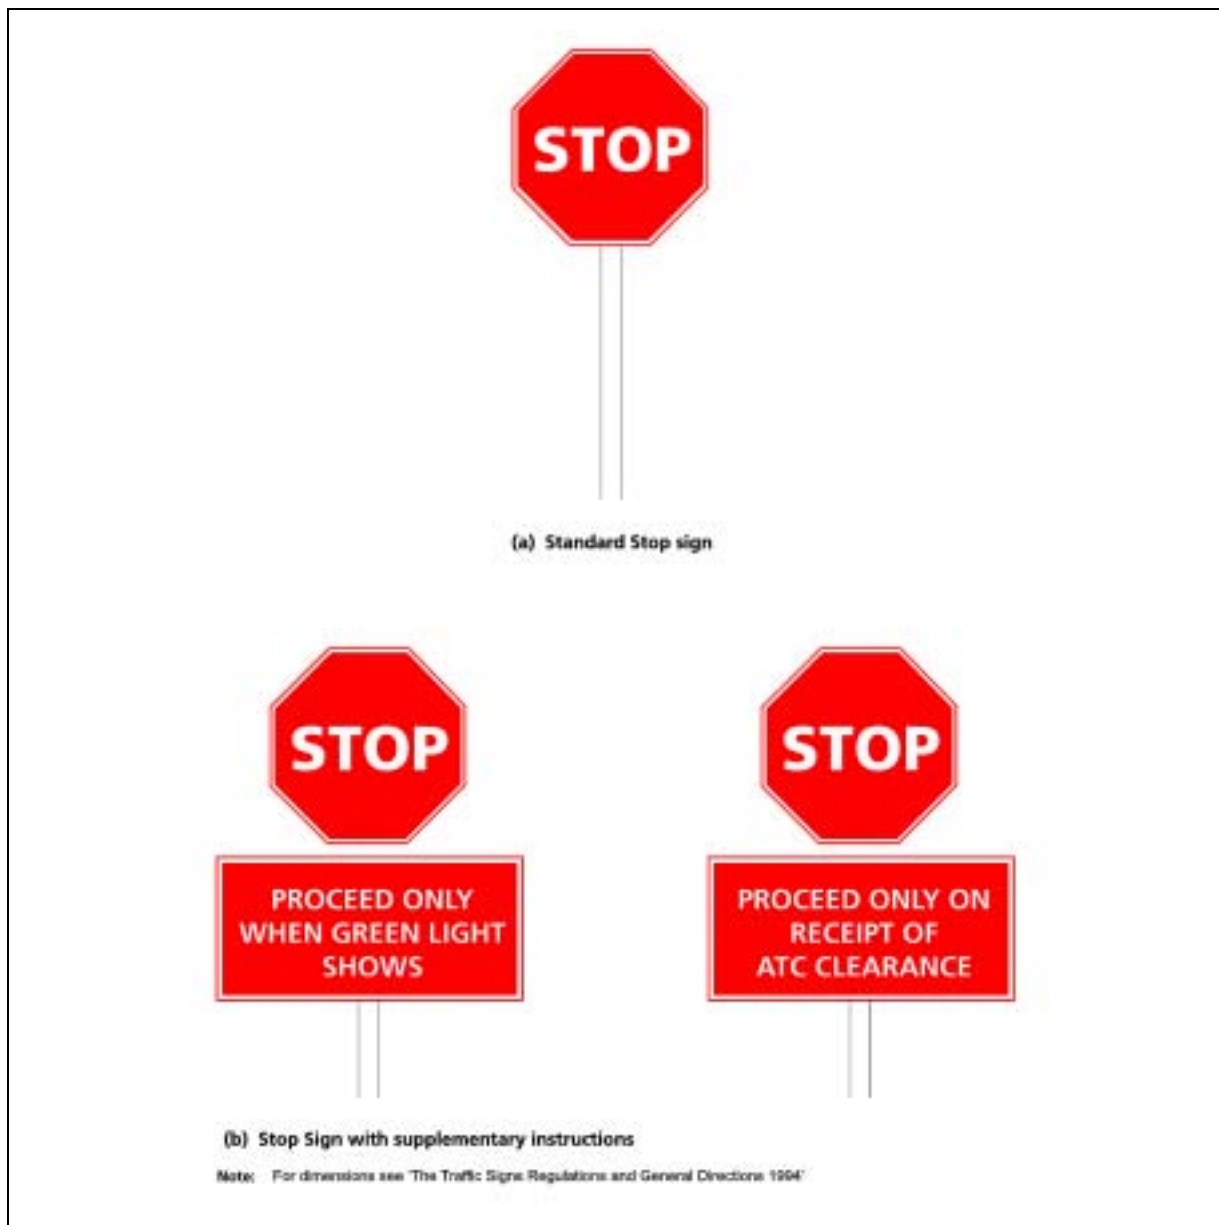 STOP
(a) Standard Stop sign
STOP
PROCEED ONLY
WHEN GREEN LIGHT
SHOWS
STOP
PROCEED ONLY ON
RECEIPT OF
ATC CLEARANCE
(b) Stop Sign with supplementary instructions
Note: For dimensions see 'The Traffic Signs Regulations and General Directions 1994'